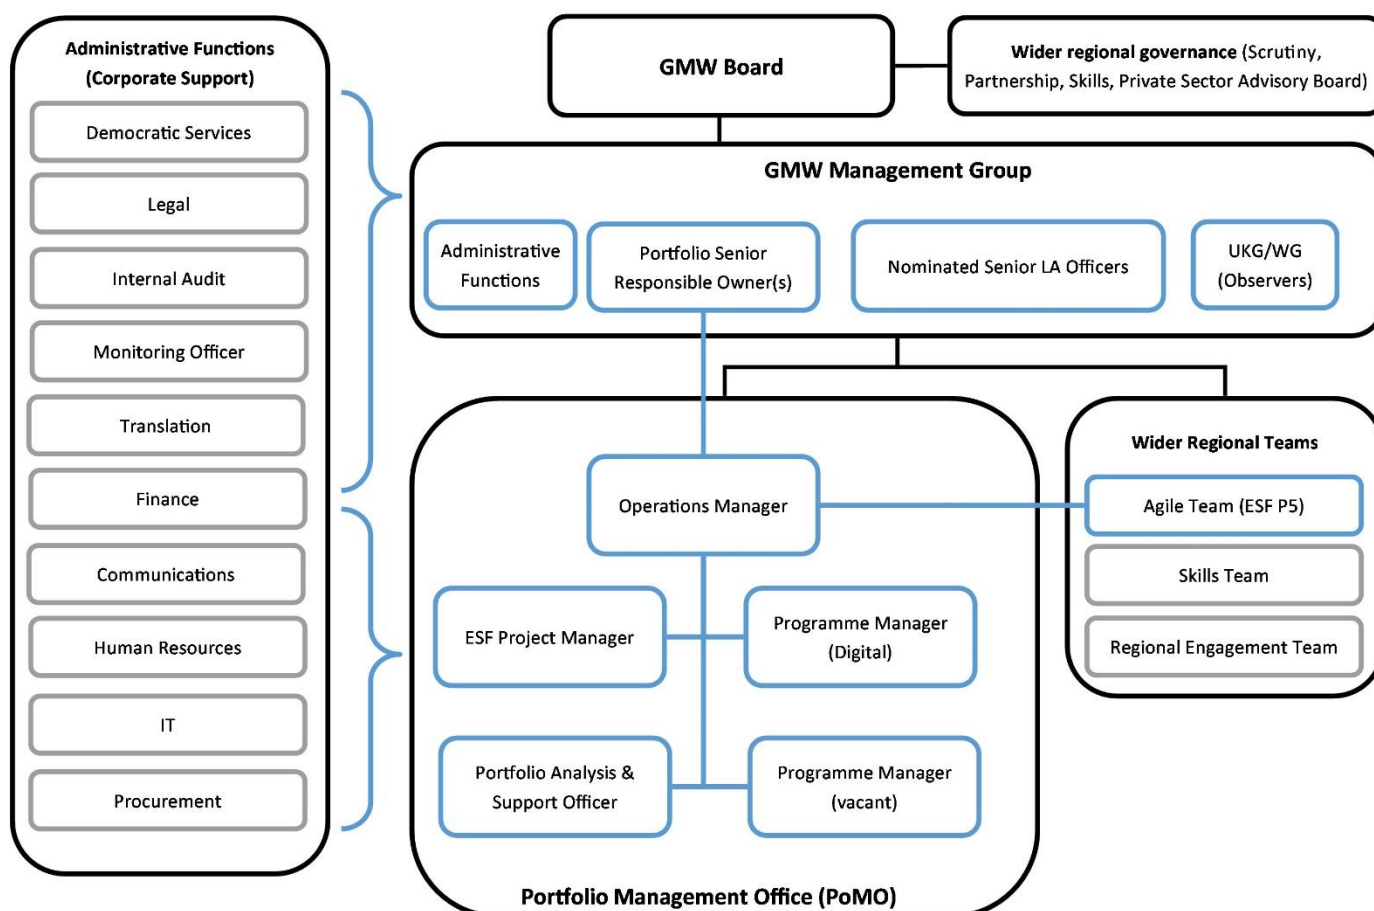 Administrative Functions
(Corporate Support)
Democratic Services
Legal
Internal Audit
Monitoring Officer
Translation
Finance
Communications
Human Resources
IT
Procurement
GMW Board
Wider regional governance (Scrutiny,
Partnership, Skills, Private Sector Advisory Board)
GMW Management Group
Administrative
Functions
Portfolio Senior
Responsible Owner(s)
Nominated Senior LA Officers
UKG/WG
(Observers)
Operations Manager
ESF Project Manager
Programme Manager
(Digital)
Portfolio Analysis &
Support Officer
Programme Manager
(vacant)
Portfolio Management Office (PoMO)
Wider Regional Teams
Agile Team (ESF P5)
Skills Team
Regional Engagement Team